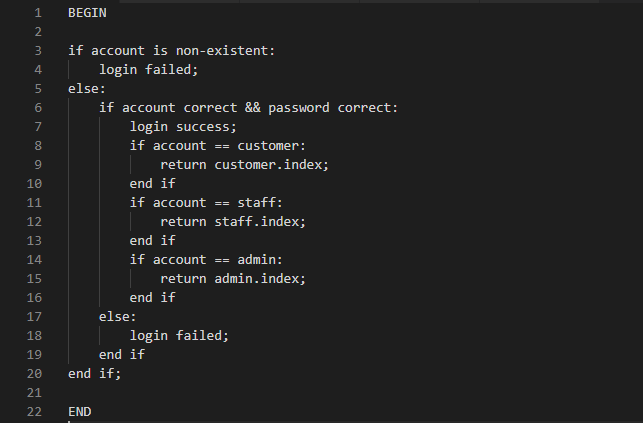 1 BEGIN
2
3 if account is non-existent:
4     login failed;
5 else:
6     if account correct && password correct:
7         login success;
8         if account == customer:
9             return customer.index;
10         end if
11         if account == staff:
12             return staff.index;
13         end if
14         if account == admin:
15             return admin.index;
16         end if
17     else:
18         login failed;
19     end if
20 end if;
21
22 END